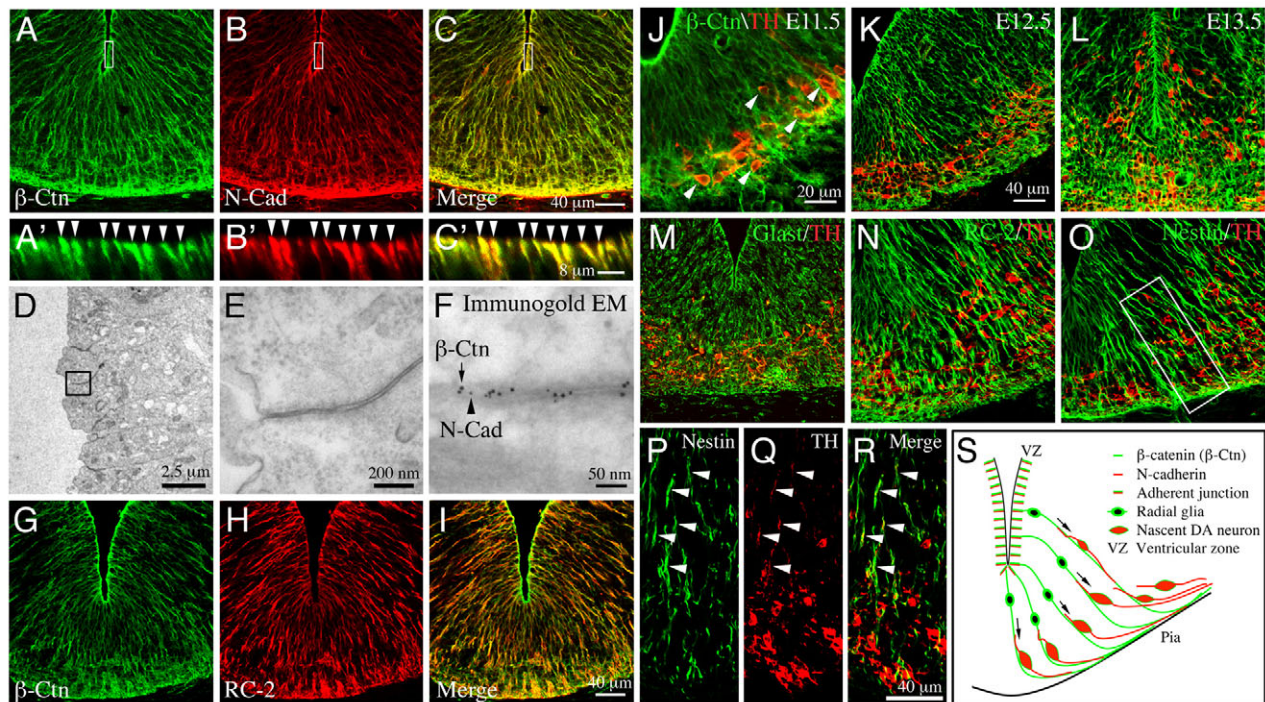 A
β-Ctn
B
N-Cad
C
Merge
40 μm
A'
B'
C'
8 μm
D
2.5 μm
E
200 nm
F
Immunogold EM
β-Ctn
N-Cad
50 nm
G
β-Ctn
H
RC-2
I
Merge
40 μm
J
β-Ctn\TH
E11.5
20 μm
K
E12.5
40 μm
L
E13.5
M
Glast/TH
N
RC-2/TH
O
Nestin/TH
P
Nestin
Q
TH
R
Merge
40 μm
S
VZ
β-catenin (β-Ctn)
N-cadherin
Adherent junction
Radial glia
Nascent DA neuron
VZ Ventricular zone
Pia